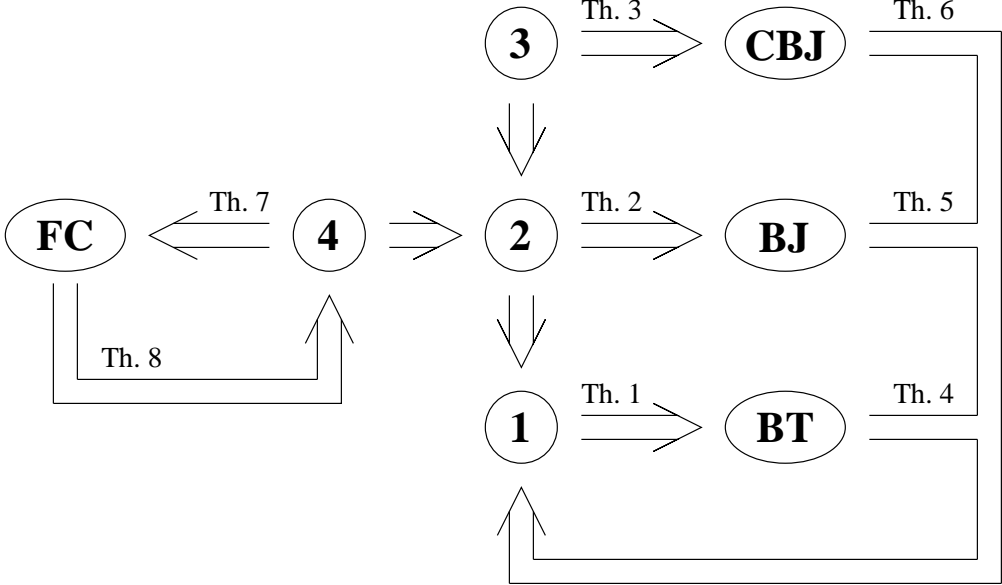 Th. 3 Th. 6
3 CBJ
Th. 7 Th. 2 Th. 5
FC 4 2 BJ
Th. 8
Th. 1 Th. 4
1 BT